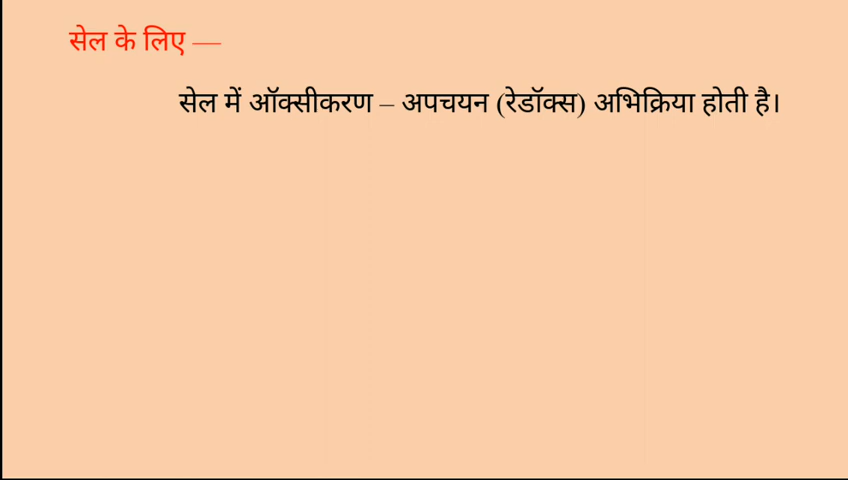 सेल के लिए —
सेल में ऑक्सीकरण – अपचयन (रेडॉक्स) अभिक्रिया होती है।